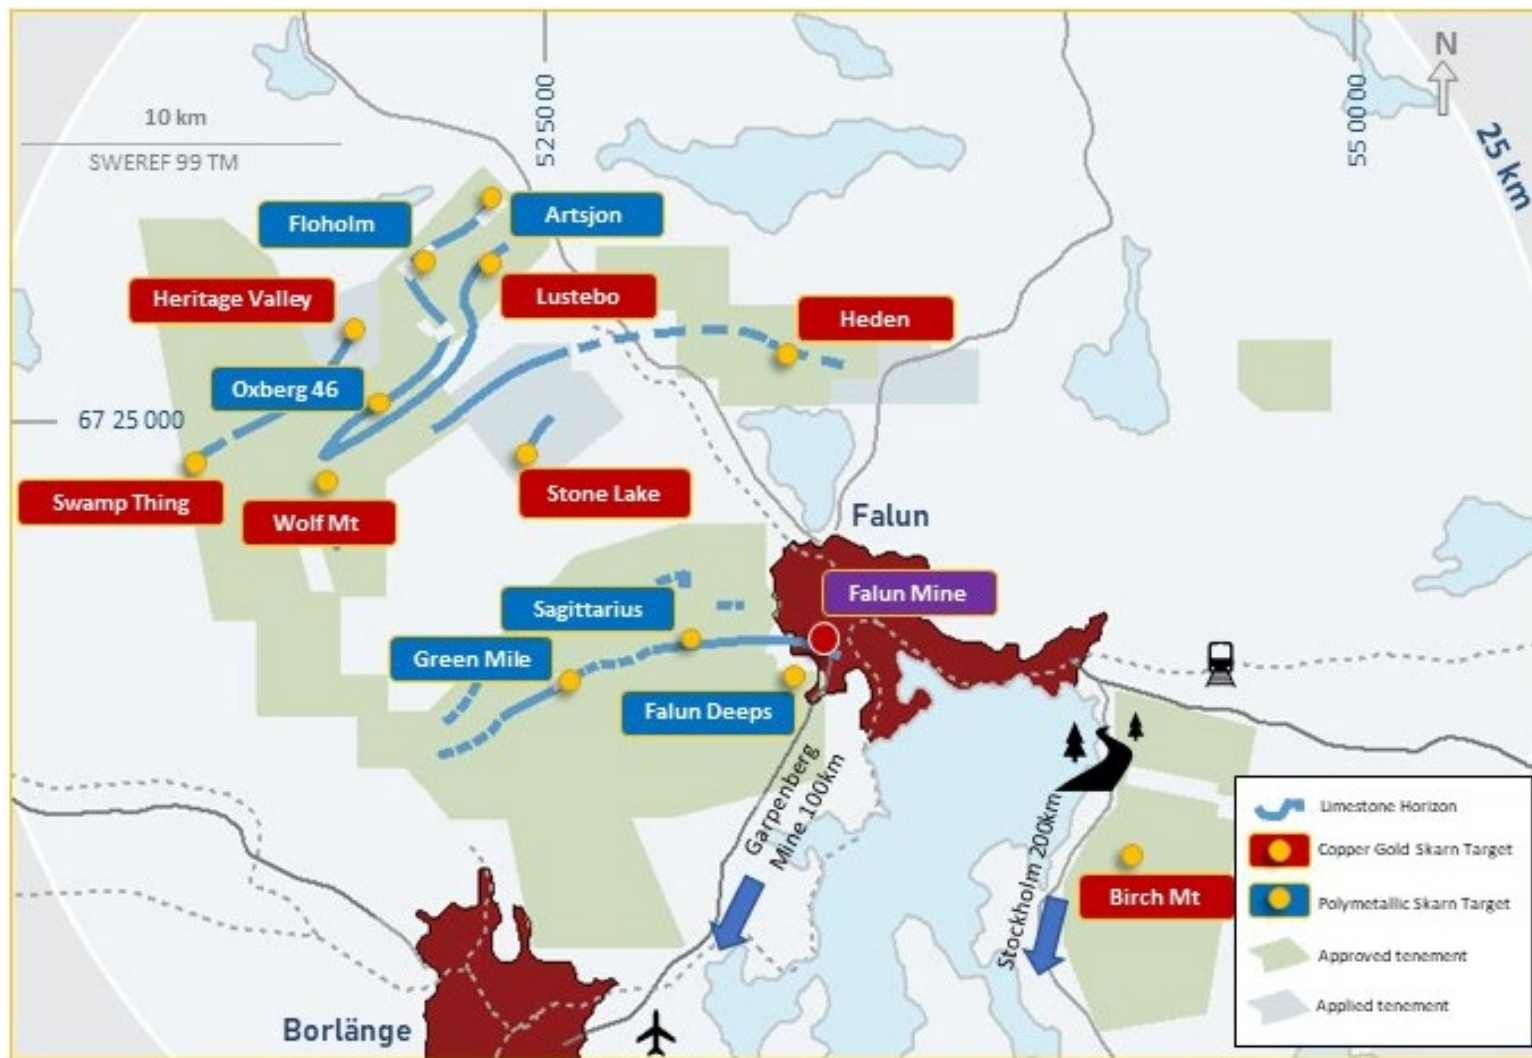 10 km
SWEREF 99 TM
52 5 0 00
55 00 00
N
25 km
Floholm
Artsjon
Heritage Valley
Lustebo
Heden
Oxberg 46
67 25 000
Swamp Thing
Wolf Mt
Stone Lake
Falun
Falun Mine
Sagittarius
Green Mile
Falun Deeps
Garpenberg
Mine 100km
Stockholm 200km
Birch Mt
Borlänge
Limestone Horizon
Copper Gold Skarn Target
Polymetallic Skarn Target
Approved tenement
Applied tenement